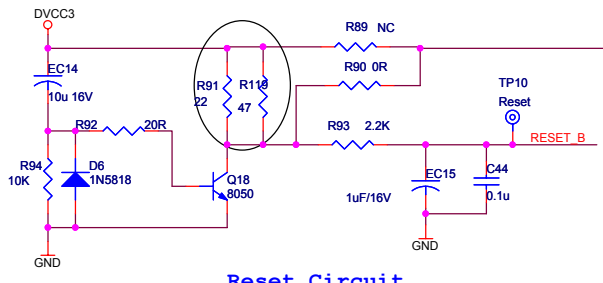 DVCC3
R89 NC
R90 0R
EC14
10u 16V
R91
22
R119
47
TP10
Reset
R92 20R
R93 2.2K
RESET_B
R94
10K
D6
1N5818
Q18
8050
EC15
1uF/16V
C44
0.1u
GND
GND
Reset Circuit